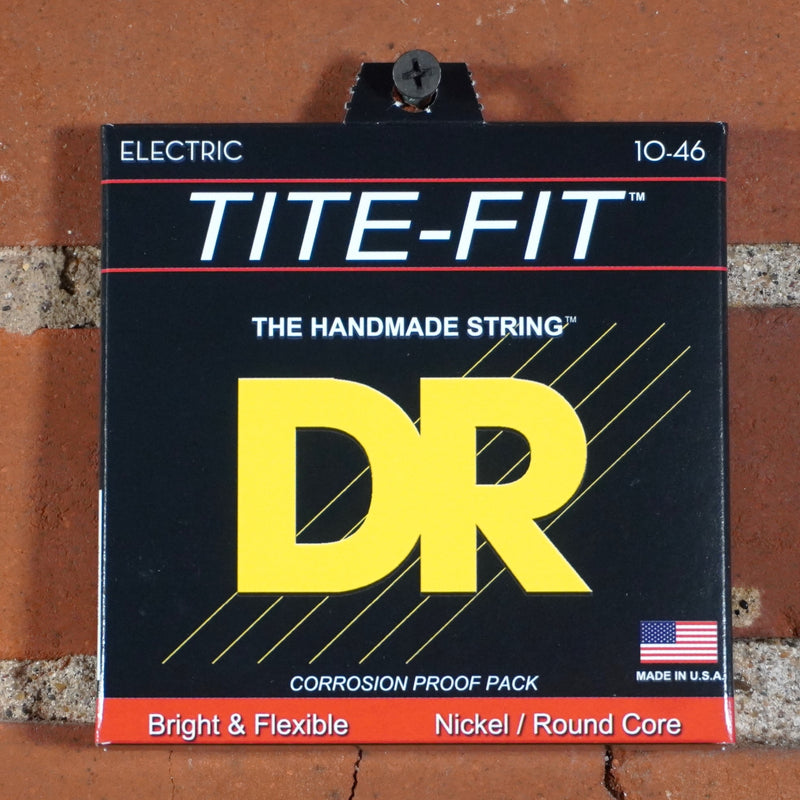 ELECTRIC 10-46
TITE-FIT™
THE HANDMADE STRING™
DR
MADE IN U.S.A.
CORROSION PROOF PACK
Bright & Flexible Nickel / Round Core